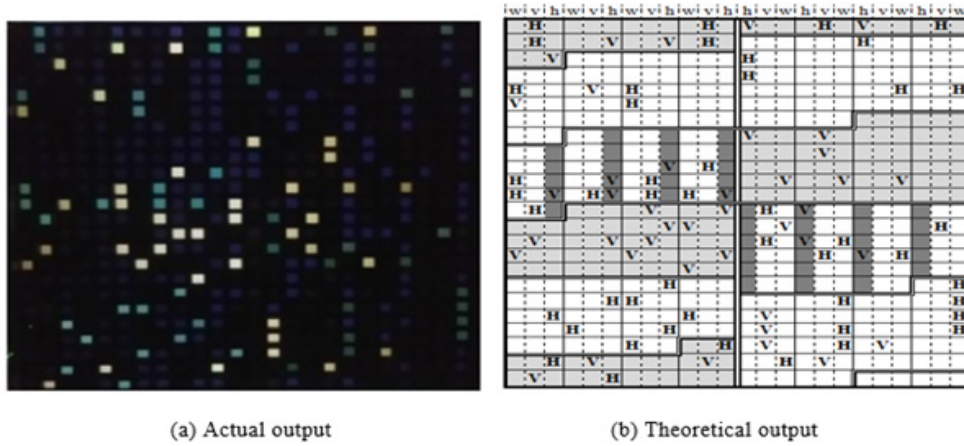 w v h w v h w v h w v h h v w h v w h v w h v w
H H V H V H
H V V H H
V H
H
H V H H H
V H
V V
V
V H
H V H V V V
H V H V H H V
H V H H V
V V V H
V V V H V H
V V V H V H
V
H H
H H H H
H H V H
H H V H H
H H V H V
H V V H V
V H
(a) Actual output
(b) Theoretical output